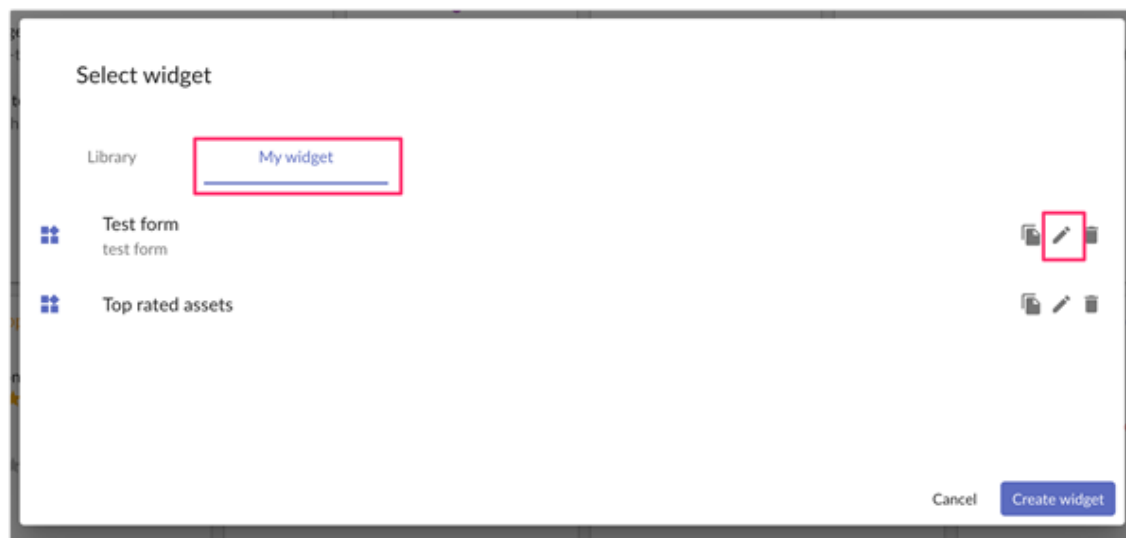 Select widget
Library
My widget
Test form
test form
Top rated assets
Cancel
Create widget